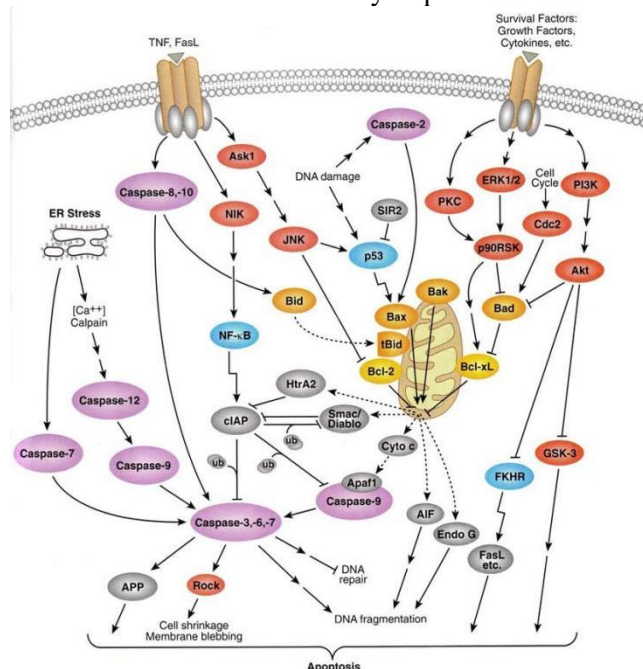 TNF, FasL
Survival Factors:
Growth Factors,
Cytokines, etc.
Caspase-2
Ask1
DNA damage
ERK1/2
Cell
Cycle
PI3K
Caspase-8,-10
PKC
NIK
SIR2
ER Stress
JNK
p53
p90RSK
Cdc2
Akt
Bak
[Ca++]
Calpain
Bid
Bax
Bad
NF-κB
tBid
Bcl-2
Bcl-xL
HtrA2
Caspase-12
cIAP
Smac/
Diablo
ub
ub
Cyto c
Caspase-7
Caspase-9
GSK-3
Apaf1
Caspase-9
FKHR
AIF
Caspase-3,-6,-7
Endo G
FasL
etc.
DNA
repair
APP
Rock
Cell shrinkage
Membrane blebbing
DNA fragmentation
Apoptosis